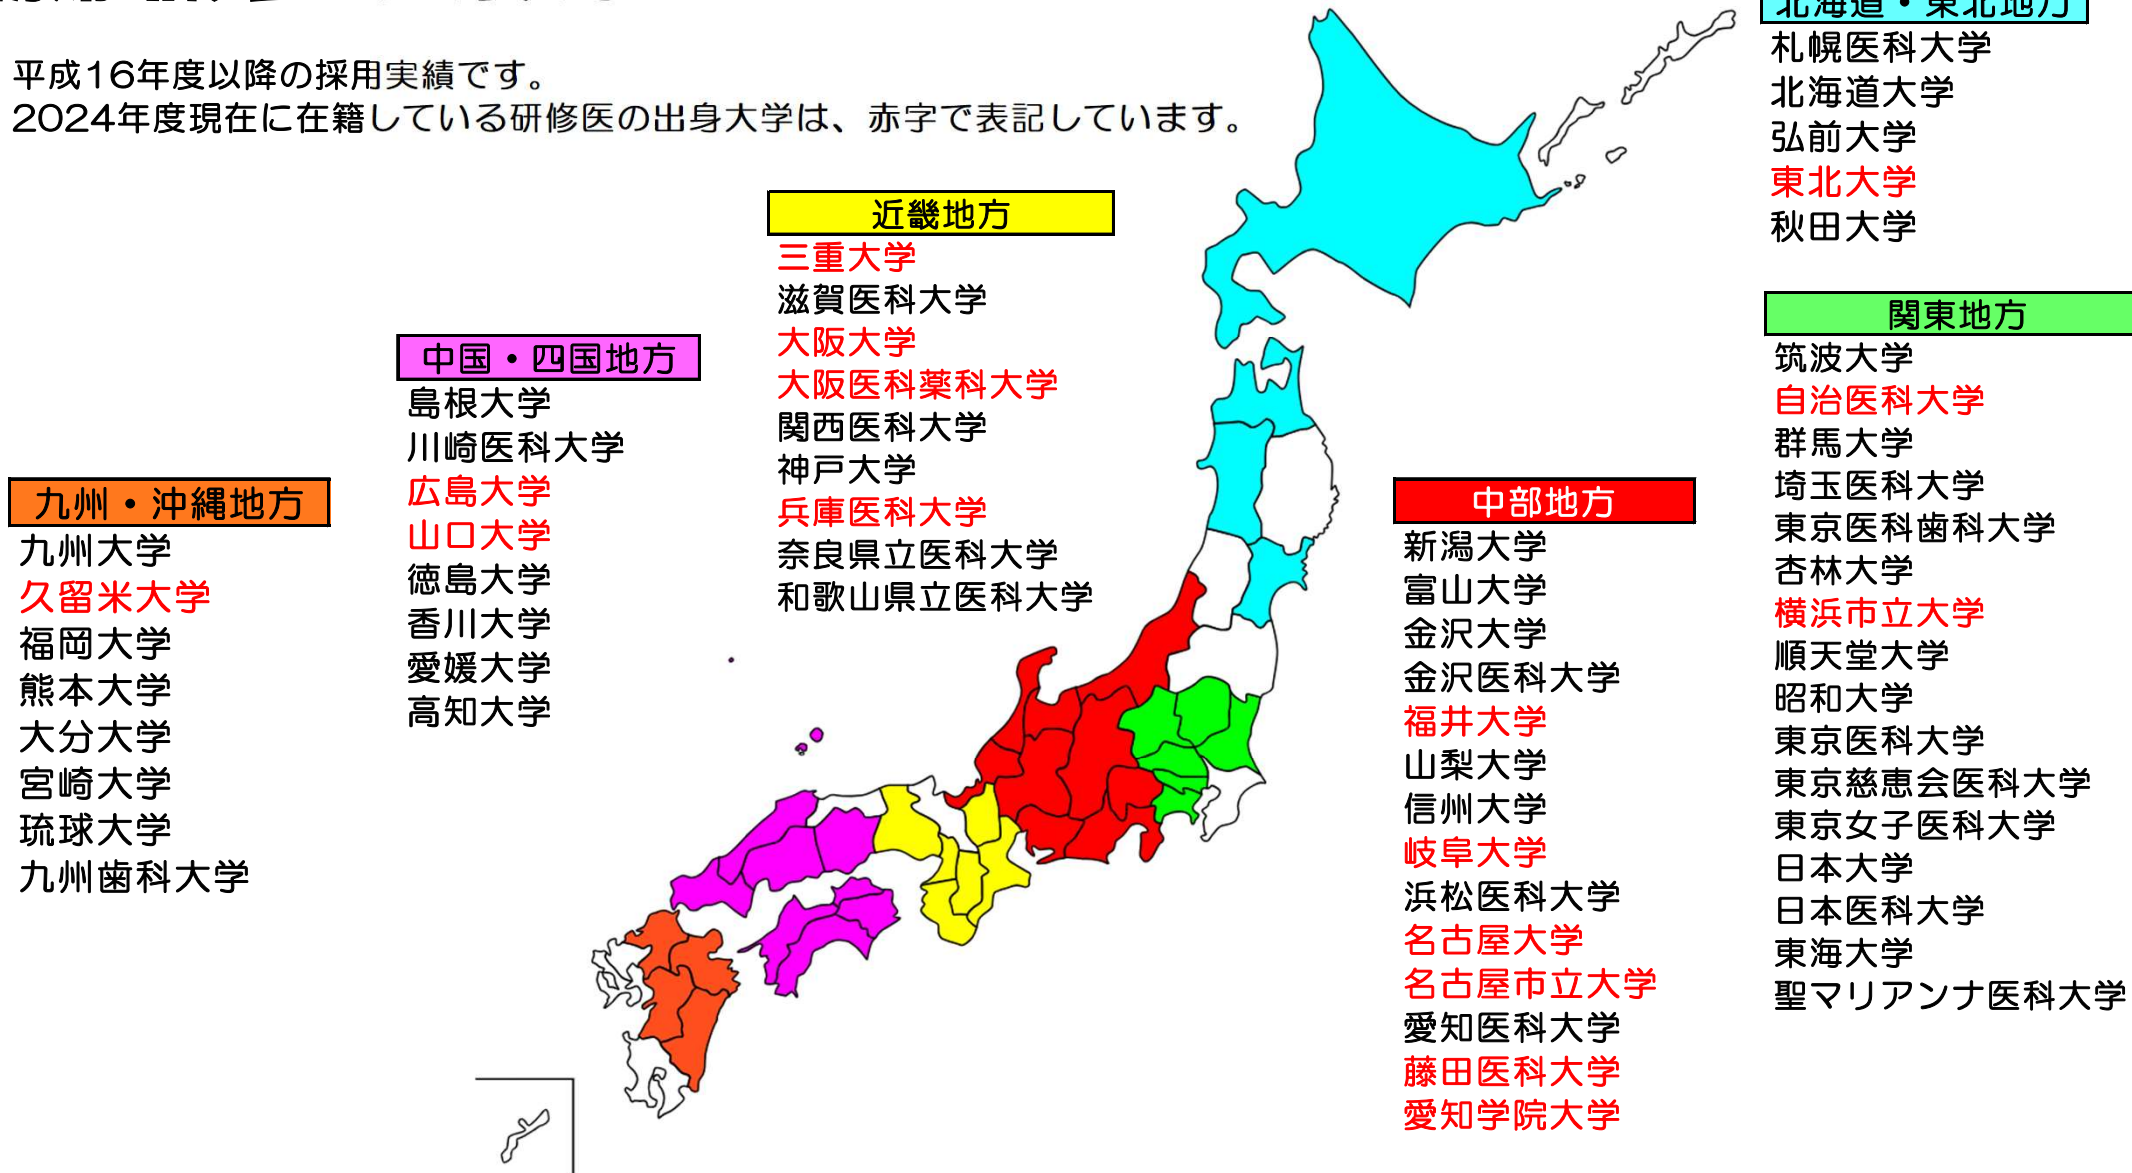 平成16年度以降の採用実績です。
2024年度現在に在籍している研修医の出身大学は、赤字で表記しています。
北海道・東北地方
札幌医科大学
北海道大学
弘前大学
東北大学
秋田大学
近畿地方
三重大学
滋賀医科大学
大阪大学
大阪医科薬科大学
関西医科大学
神戸大学
兵庫医科大学
奈良県立医科大学
和歌山県立医科大学
関東地方
筑波大学
自治医科大学
群馬大学
埼玉医科大学
東京医科歯科大学
杏林大学
横浜市立大学
順天堂大学
昭和大学
東京医科大学
東京慈恵会医科大学
東京女子医科大学
日本大学
日本医科大学
東海大学
聖マリアンナ医科大学
中国・四国地方
島根大学
川崎医科大学
広島大学
山口大学
徳島大学
香川大学
愛媛大学
高知大学
九州・沖縄地方
九州大学
久留米大学
福岡大学
熊本大学
大分大学
宮崎大学
琉球大学
九州歯科大学
中部地方
新潟大学
富山大学
金沢大学
金沢医科大学
福井大学
山梨大学
信州大学
岐阜大学
浜松医科大学
名古屋大学
名古屋市立大学
愛知医科大学
藤田医科大学
愛知学院大学